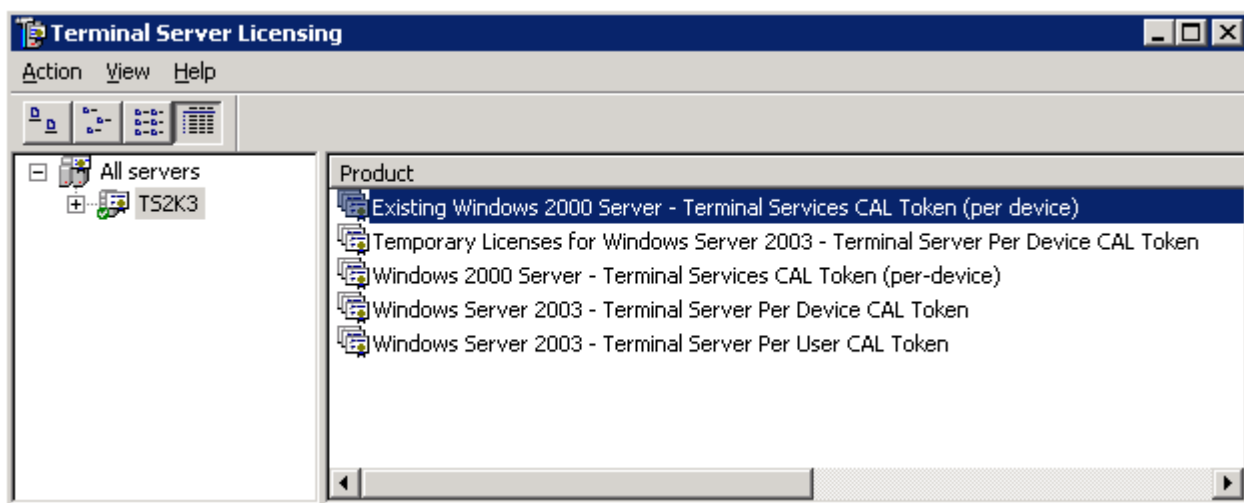 Terminal Server Licensing
Action View Help
All servers
TS2K3
Product
Existing Windows 2000 Server - Terminal Services CAL Token (per device)
Temporary Licenses for Windows Server 2003 - Terminal Server Per Device CAL Token
Windows 2000 Server - Terminal Services CAL Token (per-device)
Windows Server 2003 - Terminal Server Per Device CAL Token
Windows Server 2003 - Terminal Server Per User CAL Token